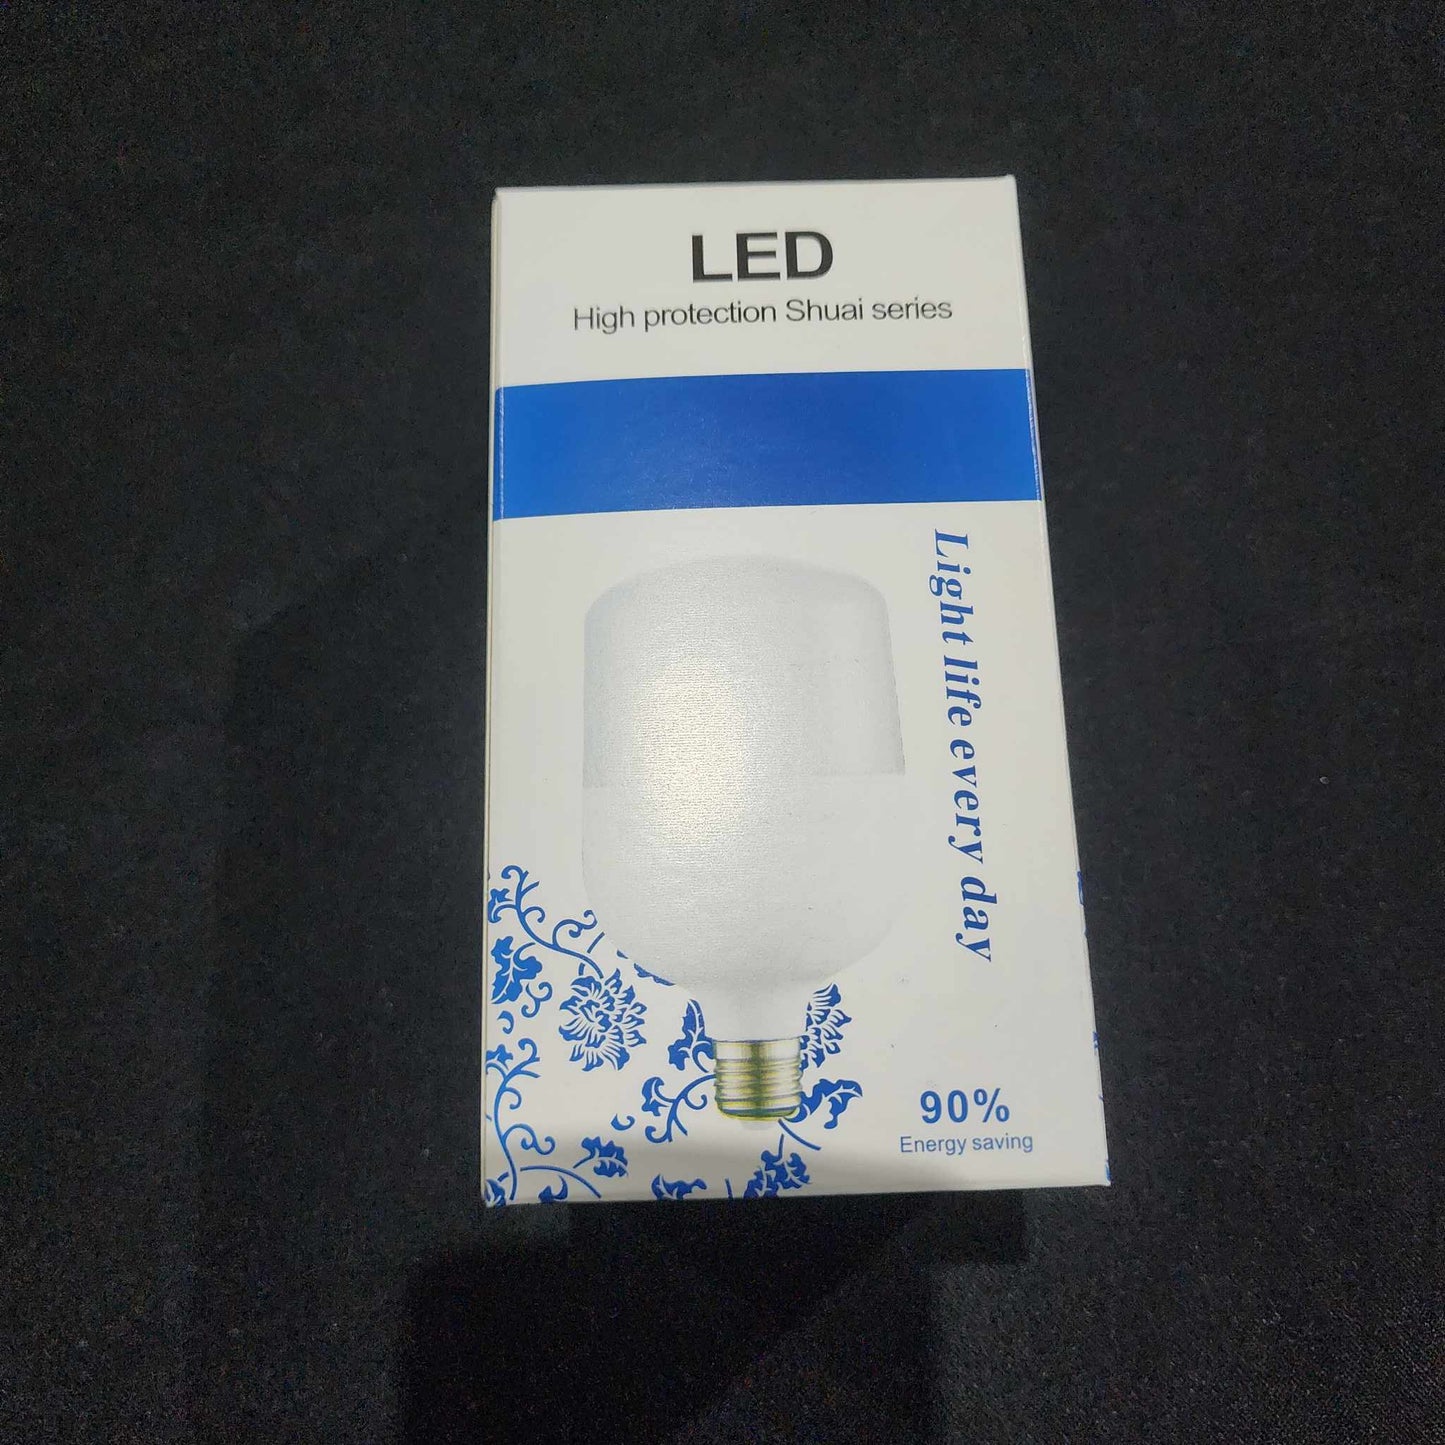 LED
High protection Shuai series
Light life every day
90%
Energy saving